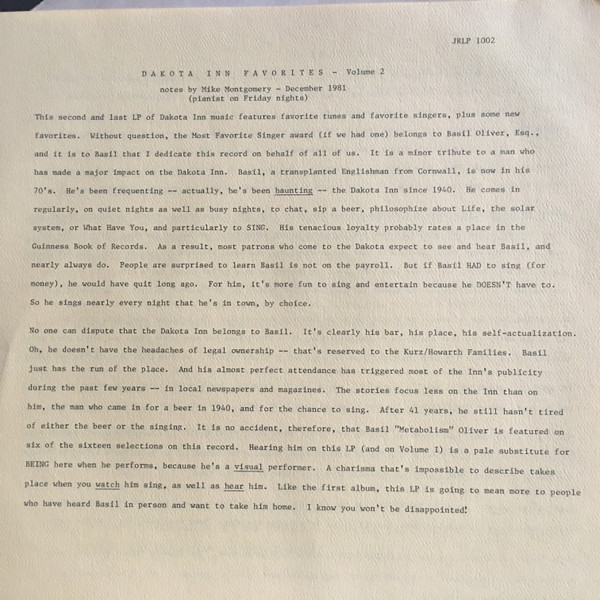 JRLP 1002
DAKOTA INN FAVORITES - Volume 2
notes by Mike Montgomery - December 1981
(pianist on Friday nights)
This second and last LP of Dakota Inn music features favorite tunes and favorite singers, plus some new
favorites. Without question, the Most Favorite Singer award (if we had one) belongs to Basil Oliver, Esq.,
and it is to Basil that I dedicate this record on behalf of all of us. It is a minor tribute to a man who
has made a major impact on the Dakota Inn. Basil, a transplanted Englishman from Cornwall, is now in his
70's. He's been frequenting -- actually, he's been haunting -- the Dakota Inn since 1940. He comes in
regularly, on quiet nights as well as busy nights, to chat, sip a beer, philosophize about Life, the solar
system, or What Have You, and particularly to SING. His tenacious loyalty probably rates a place in the
Guinness Book of Records. As a result, most patrons who come to the Dakota expect to see and hear Basil, and
nearly always do. People are surprised to learn Basil is not on the payroll. But if Basil HAD to sing (for
money), he would have quit long ago. For him, it's more fun to sing and entertain because he DOESN'T have to.
So he sings nearly every night that he's in town, by choice.
No one can dispute that the Dakota Inn belongs to Basil. It's clearly his bar, his place, his self-actualization.
Oh, he doesn't have the headaches of legal ownership -- that's reserved to the Kurz/Howarth Families. Basil
just has the run of the place. And his almost perfect attendance has triggered most of the Inn's publicity
during the past few years -- in local newspapers and magazines. The stories focus less on the Inn than on
him, the man who came in for a beer in 1940, and for the chance to sing. After 41 years, he still hasn't tired
of either the beer or the singing. It is no accident, therefore, that Basil "Metabolism" Oliver is featured on
six of the sixteen selections on this record. Hearing him on this LP (and on Volume I) is a pale substitute for
BEING here when he performs, because he's a visual performer. A charisma that's impossible to describe takes
place when you watch him sing, as well as hear him. Like the first album, this LP is going to mean more to people
who have heard Basil in person and want to take him home. I know you won't be disappointed!